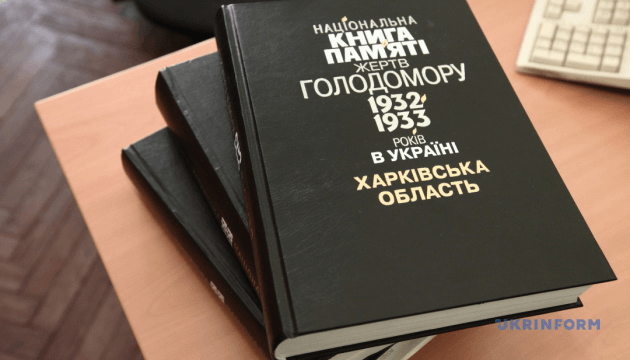 НАЦІОНАЛЬНА
КНИГА
ПАМ'ЯТІ
ЖЕРТВ
ГОЛОДОМОРУ
1932-
1933
РОКІВ
В УКРАЇНІ
ХАРКІВСЬКА
ОБЛАСТЬ
UKRINFORM